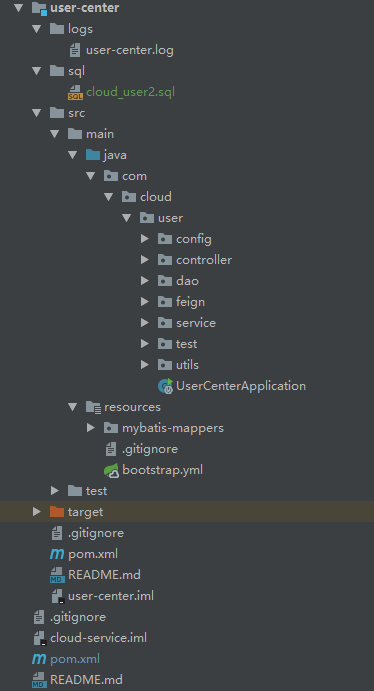 user-center
logs
user-center.log
sql
cloud_user2.sql
src
main
java
com
cloud
user
config
controller
dao
feign
service
test
utils
UserCenterApplication
resources
mybatis-mappers
.gitignore
bootstrap.yml
test
target
.gitignore
pom.xml
README.md
user-center.iml
.gitignore
cloud-service.iml
pom.xml
README.md